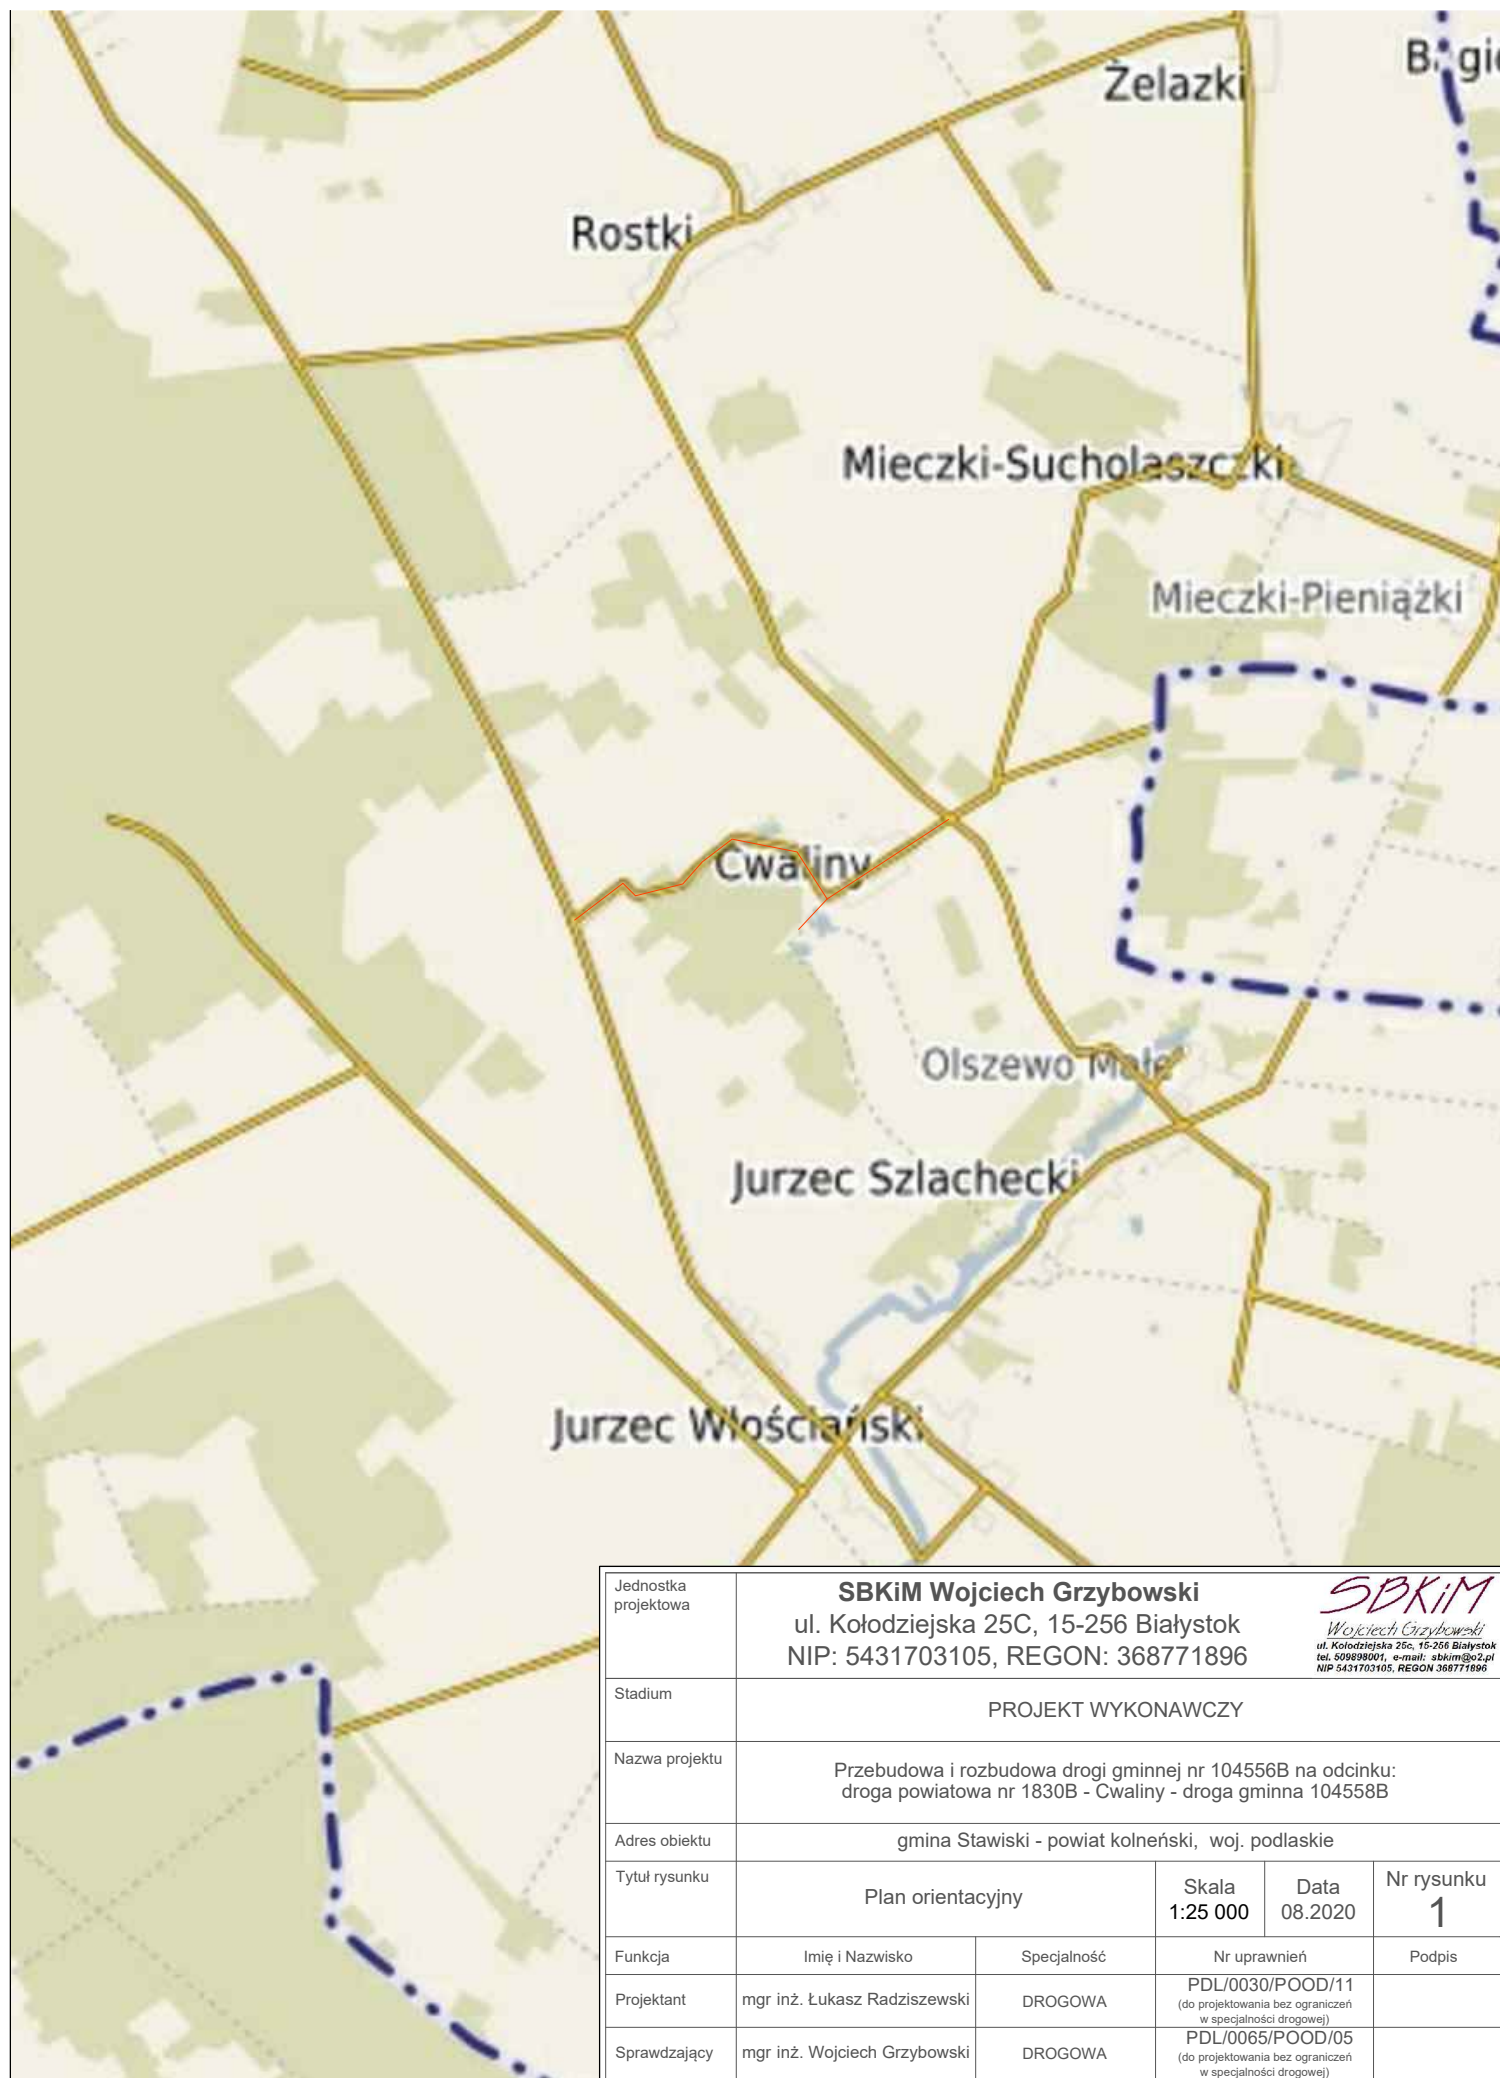 Żelazki
Rostki
Mieczki-Sucholaszczki
Mieczki-Pieniążki
Cwaliny
Olszewo Małe
Jurzec Szlachecki
Jurzec Włościański
Jednostka
projektowa
SBKiM Wojciech Grzybowski
ul. Kołodziejska 25C, 15-256 Białystok
NIP: 5431703105, REGON: 368771896
SBKiM
Wojciech Grzybowski
ul. Kołodziejska 25c, 15-256 Białystok
tel. 509898001, e-mail: sbkim@o2.pl
NIP 5431703105, REGON 368771896
Stadium
PROJEKT WYKONAWCZY
Nazwa projektu
Przebudowa i rozbudowa drogi gminnej nr 104556B na odcinku:
droga powiatowa nr 1830B - Cwaliny - droga gminna 104558B
Adres obiektu
gmina Stawiski - powiat kolneński, woj. podlaskie
Tytuł rysunku
Plan orientacyjny
Skala
1:25 000
Data
08.2020
Nr rysunku
1
Funkcja
Imię i Nazwisko
Specjalność
Nr uprawnień
Podpis
Projektant
mgr inż. Łukasz Radziszewski
DROGOWA
PDL/0030/POOD/11
(do projektowania bez ograniczeń
w specjalności drogowej)
Sprawdzający
mgr inż. Wojciech Grzybowski
DROGOWA
PDL/0065/POOD/05
(do projektowania bez ograniczeń
w specjalności drogowej)